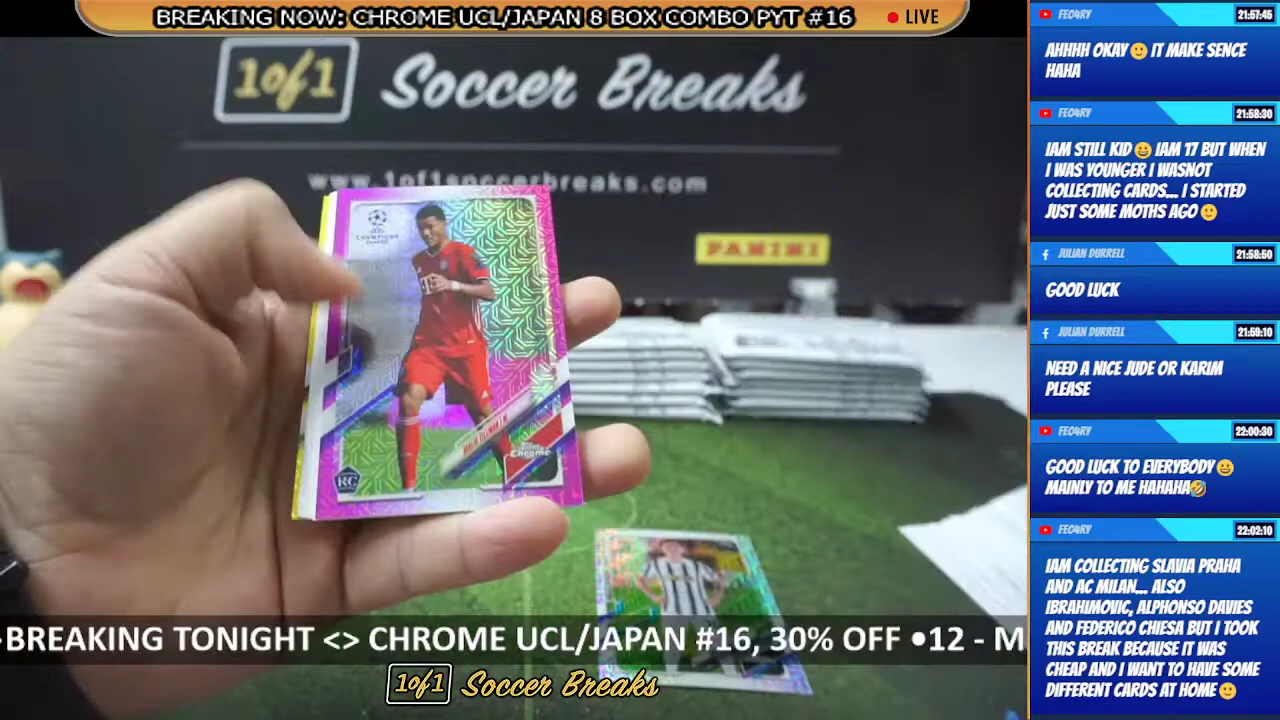 BREAKING NOW: CHROME UCL/JAPAN 8 BOX COMBO PYT #16
LIVE
1of1 Soccer Breaks
www.1of1soccerbreaks.com
PANINI
CHAMPIONS
LEAGUE
Chrome
RC
BREAKING TONIGHT <> CHROME UCL/JAPAN #16, 30% OFF •12 - M
1of1 Soccer Breaks
FEO4RY
21:57:45
AHHHH OKAY🙂 IT MAKE SENCE
HAHA
FEO4RY
21:58:30
IAM STILL KID😀 IAM 17 BUT WHEN
I WAS YOUNGER I WASNOT
COLLECTING CARDS... I STARTED
JUST SOME MOTHS AGO🙂
JULIAN DURRELL
21:58:50
GOOD LUCK
JULIAN DURRELL
21:59:10
NEED A NICE JUDE OR KARIM
PLEASE
FEO4RY
22:00:30
GOOD LUCK TO EVERYBODY😀
MAINLY TO ME HAHAHA🤣
FEO4RY
22:02:10
IAM COLLECTING SLAVIA PRAHA
AND AC MILAN... ALSO
IBRAHIMOVIC, ALPHONSO DAVIES
AND FEDERICO CHIESA BUT I TOOK
THIS BREAK BECAUSE IT WAS
CHEAP AND I WANT TO HAVE SOME
DIFFERENT CARDS AT HOME🙂